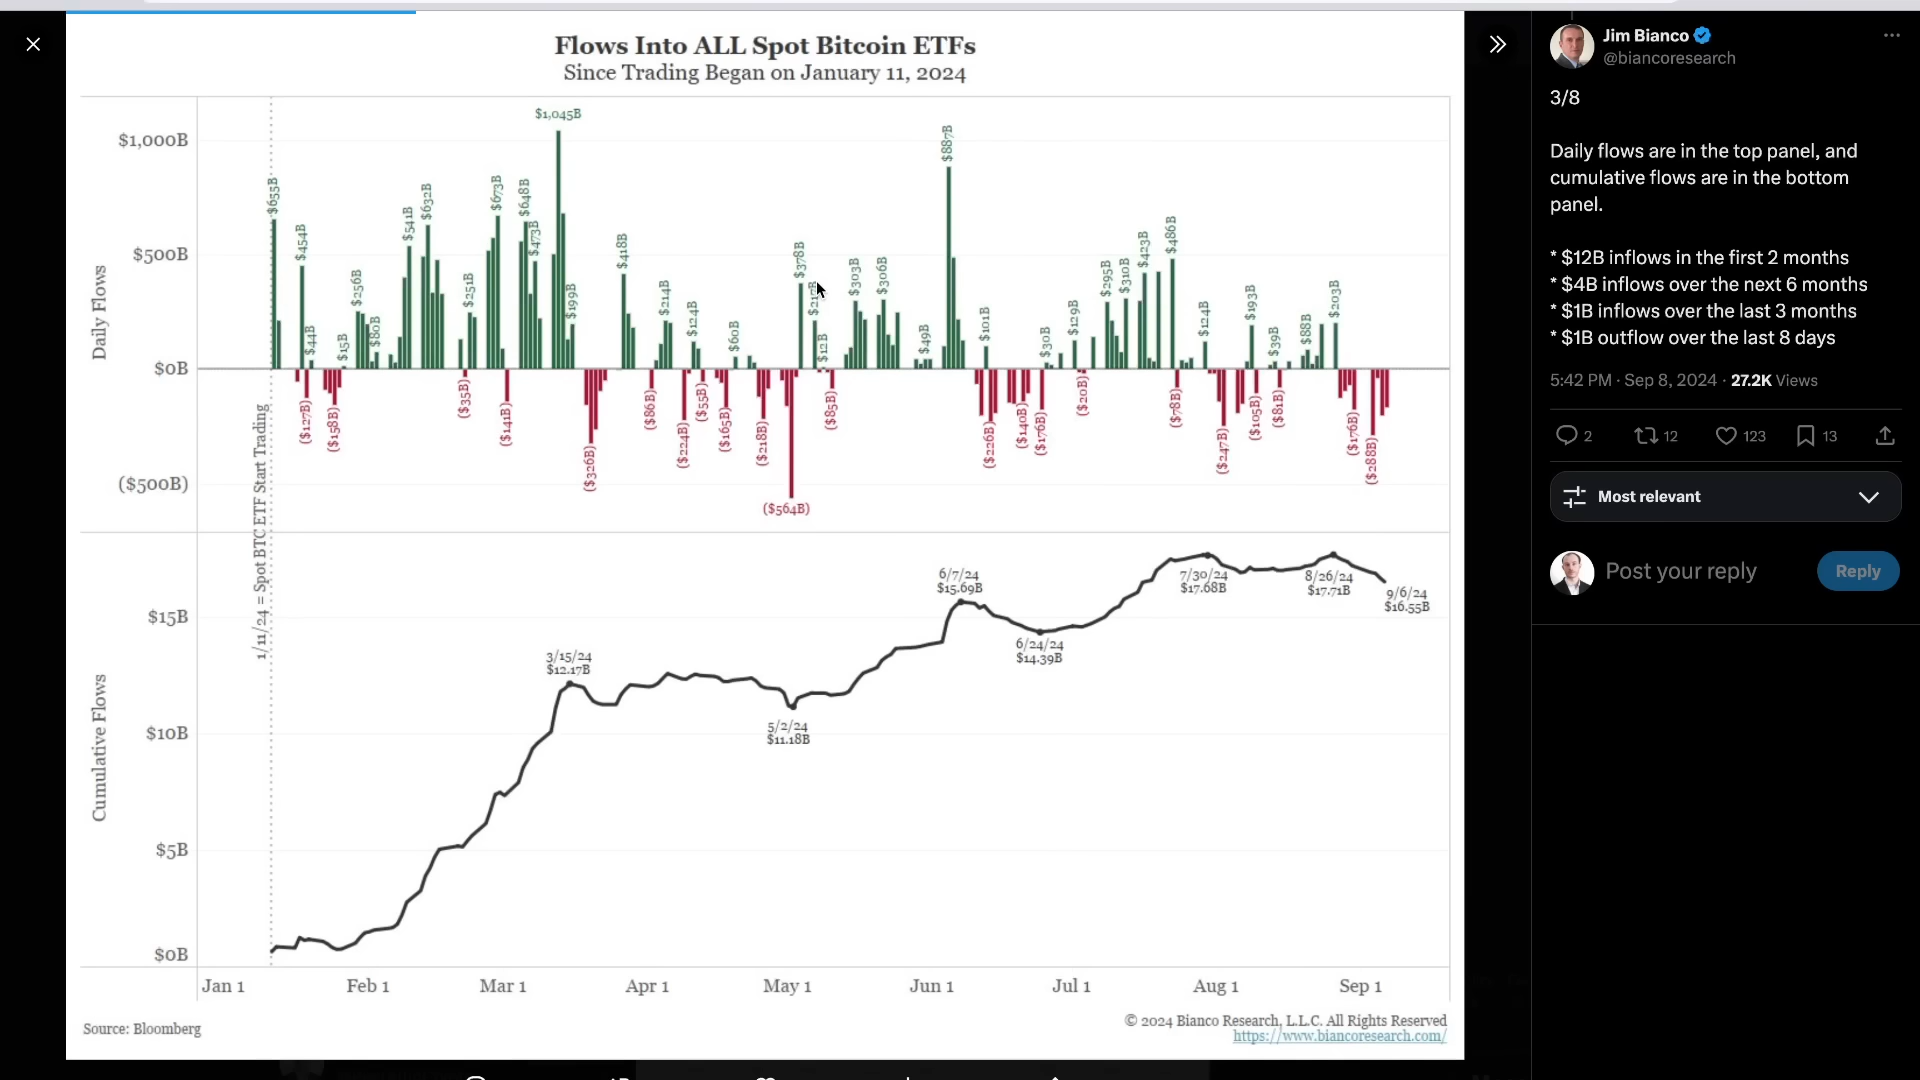 Flows Into ALL Spot Bitcoin ETFs
Since Trading Began on January 11, 2024
Daily Flows
$1,000B
$500B
$0B
($500B)
$655B
$454B
$44B
$15B
$256B
$80B
$541B
$632B
$251B
$673B
$648B
$473B
$1,045B
$199B
$418B
$214B
$124B
$60B
$378B
$12B
$303B
$306B
$49B
$887B
$101B
$30B
$129B
$295B
$310B
$423B
$486B
$124B
$193B
$39B
$88B
$203B
($127B)
($158B)
($35B)
($141B)
($326B)
($86B)
($224B)
($55B)
($165B)
($218B)
($564B)
($85B)
($226B)
($140B)
($176B)
($20B)
($78B)
($247B)
($105B)
($81B)
($176B)
($288B)
1/11/24 = Spot BTC ETF Start Trading
Cumulative Flows
$15B
$10B
$5B
$0B
3/15/24
$12.17B
5/2/24
$11.18B
6/7/24
$15.69B
6/24/24
$14.39B
7/30/24
$17.68B
8/26/24
$17.71B
9/6/24
$16.55B
Jan 1 Feb 1 Mar 1 Apr 1 May 1 Jun 1 Jul 1 Aug 1 Sep 1
Source: Bloomberg
© 2024 Bianco Research, L.L.C. All Rights Reserved
https://www.biancoresearch.com/
Jim Bianco
@biancoresearch
3/8
Daily flows are in the top panel, and
cumulative flows are in the bottom
panel.
* $12B inflows in the first 2 months
* $4B inflows over the next 6 months
* $1B inflows over the last 3 months
* $1B outflow over the last 8 days
5:42 PM · Sep 8, 2024 · 27.2K Views
2 12 123 13
Most relevant
Post your reply
Reply